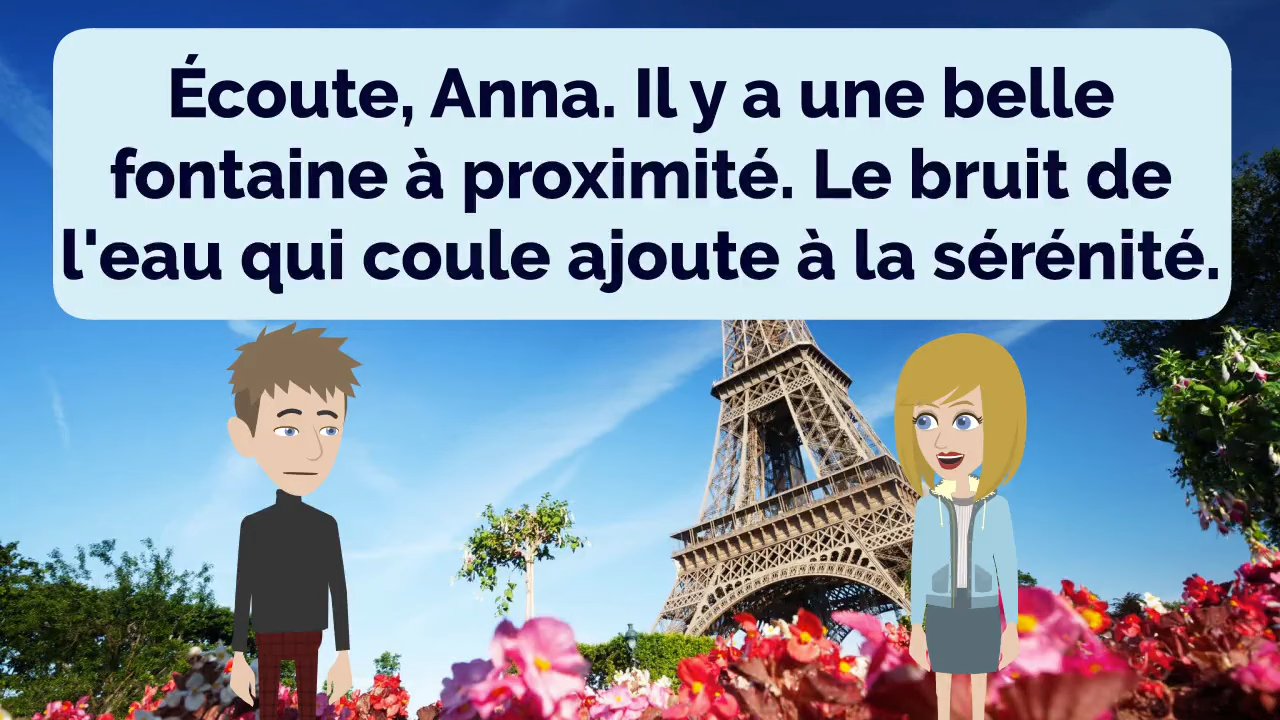 Écoute, Anna. Il y a une belle
fontaine à proximité. Le bruit de
l'eau qui coule ajoute à la sérénité.